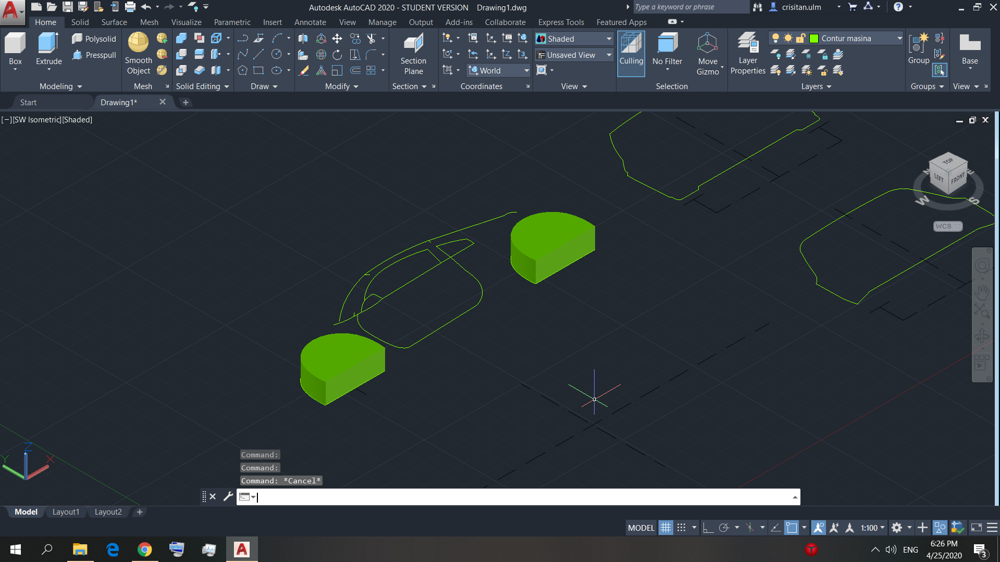 Autodesk AutoCAD 2020 - STUDENT VERSION Drawing1.dwg
Type a keyword or phrase
crisitan.ulm
Home Solid Surface Mesh Visualize Parametric Insert Annotate View Manage Output Add-ins Collaborate Express Tools Featured Apps
Box
Extrude
Polysolid
Presspull
Modeling
Smooth
Object
Mesh
Solid Editing
Draw
Modify
Section
Plane
Section
World
Coordinates
Shaded
Unsaved View
View
Culling
No Filter
Move
Gizmo
Selection
Layer
Properties
Contur masina
Layers
Group
Groups
Base
View
Start
Drawing1*
[−][SW Isometric][Shaded]
TOP
LEFT
FRONT
N
E
W
S
WCS
Z
Y
X
Command:
Command:
Command: *Cancel*
Model
Layout1
Layout2
MODEL
1:100
ENG
6:26 PM
4/25/2020
3